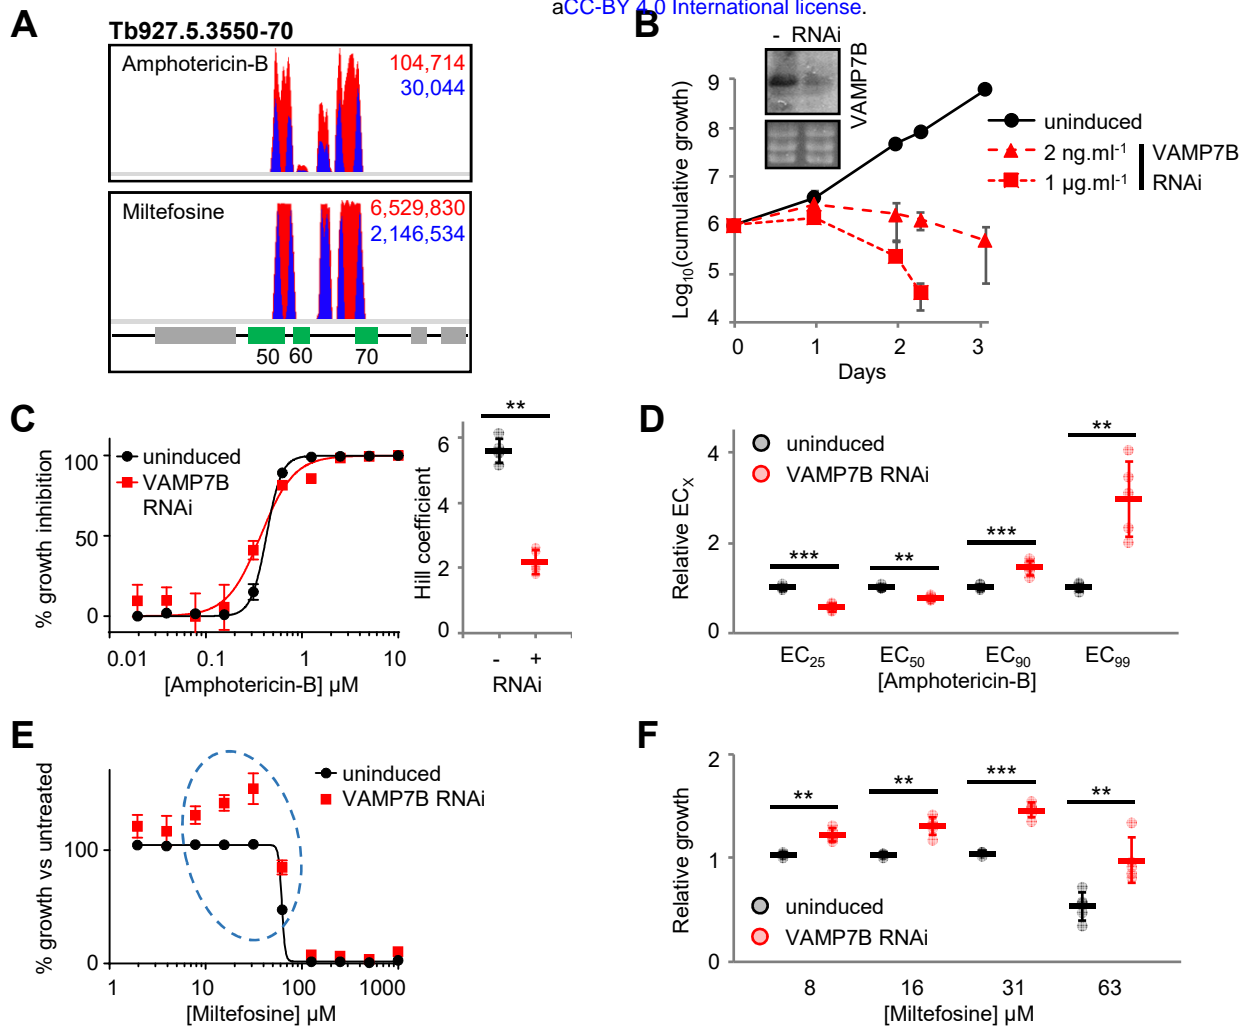 aCC-BY 4.0 International license.
A
Tb927.5.3550-70
Amphotericin-B
104,714
30,044
Miltefosine
6,529,830
2,146,534
50 60 70
B
- RNAi
VAMP7B
9
8
7
6
5
4
Log10(cumulative growth)
0 1 2 3
Days
uninduced
2 ng.ml-1
1 µg.ml-1
VAMP7B
RNAi
C
100
50
0
% growth inhibition
uninduced
VAMP7B
RNAi
0.01 0.1 1 10
[Amphotericin-B] µM
**
6
4
2
0
Hill coefficient
- +
RNAi
D
4
2
0
Relative ECX
uninduced
VAMP7B RNAi
***
**
***
**
EC25 EC50 EC90 EC99
[Amphotericin-B]
E
100
0
% growth vs untreated
uninduced
VAMP7B RNAi
1 10 100 1000
[Miltefosine] µM
F
2
1
0
Relative growth
**
**
***
**
uninduced
VAMP7B RNAi
8 16 31 63
[Miltefosine] µM